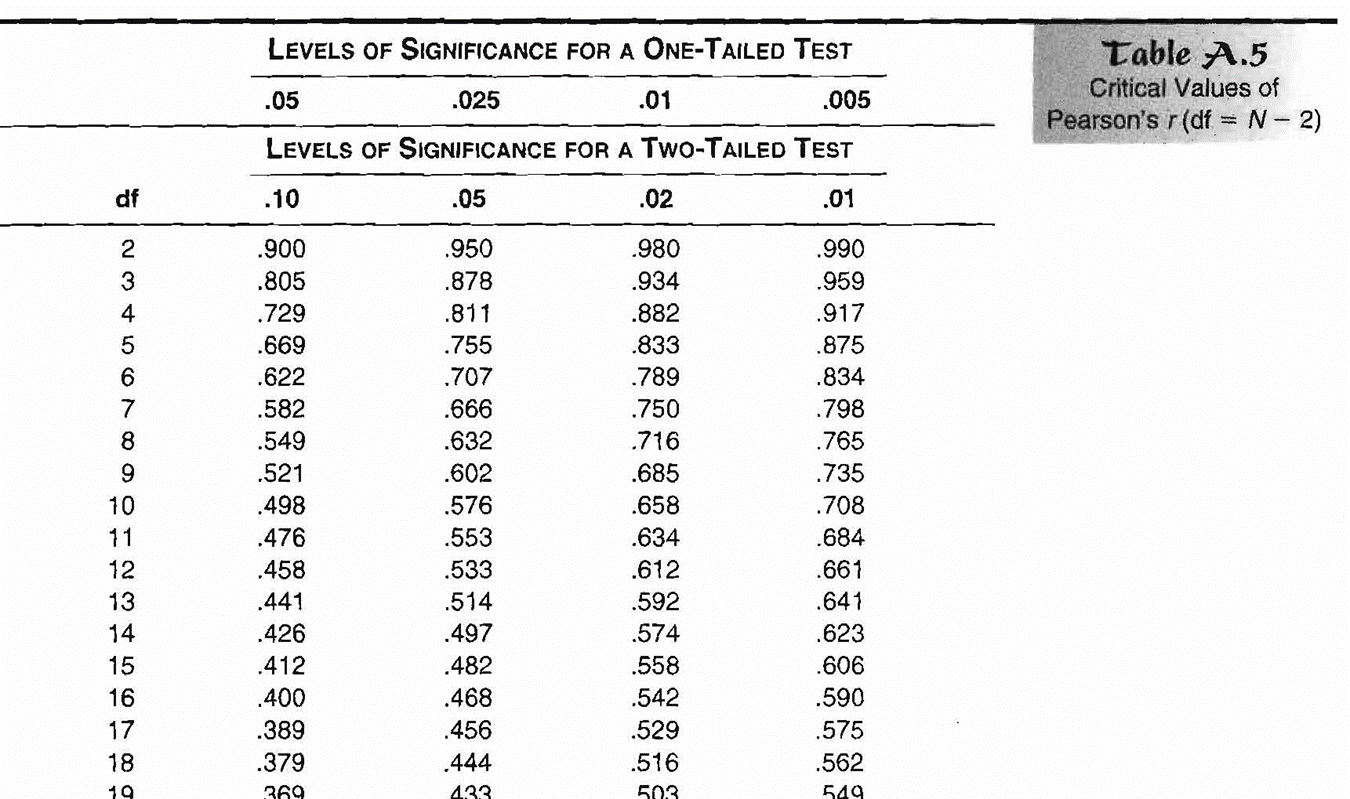 LEVELS OF SIGNIFICANCE FOR A ONE-TAILED TEST
.05 .025 .01 .005
LEVELS OF SIGNIFICANCE FOR A TWO-TAILED TEST
df .10 .05 .02 .01
2 .900 .950 .980 .990
3 .805 .878 .934 .959
4 .729 .811 .882 .917
5 .669 .755 .833 .875
6 .622 .707 .789 .834
7 .582 .666 .750 .798
8 .549 .632 .716 .765
9 .521 .602 .685 .735
10 .498 .576 .658 .708
11 .476 .553 .634 .684
12 .458 .533 .612 .661
13 .441 .514 .592 .641
14 .426 .497 .574 .623
15 .412 .482 .558 .606
16 .400 .468 .542 .590
17 .389 .456 .529 .575
18 .379 .444 .516 .562
19 .369 .433 .503 .549
Table A.5
Critical Values of
Pearson's r (df = N − 2)